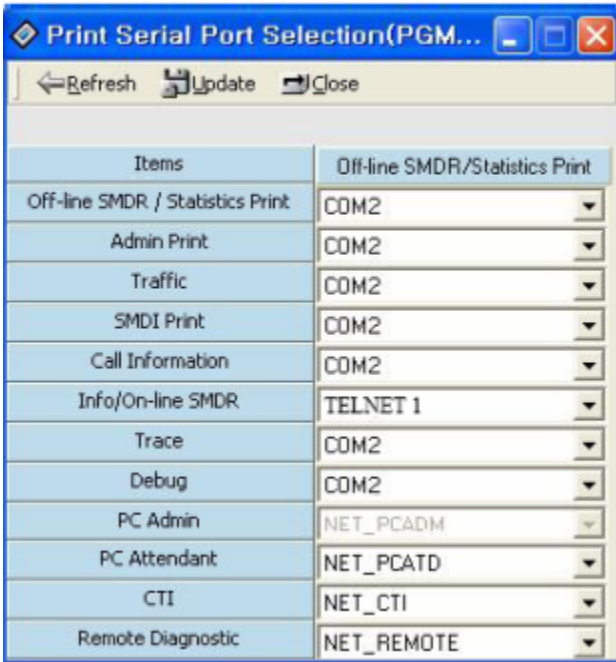 Print Serial Port Selection(PGM...
Refresh Update Close
Items Off-line SMDR/Statistics Print
Off-line SMDR / Statistics Print COM2
Admin Print COM2
Traffic COM2
SMDI Print COM2
Call Information COM2
Info/On-line SMDR TELNET 1
Trace COM2
Debug COM2
PC Admin NET_PCADM
PC Attendant NET_PCATD
CTI NET_CTI
Remote Diagnostic NET_REMOTE